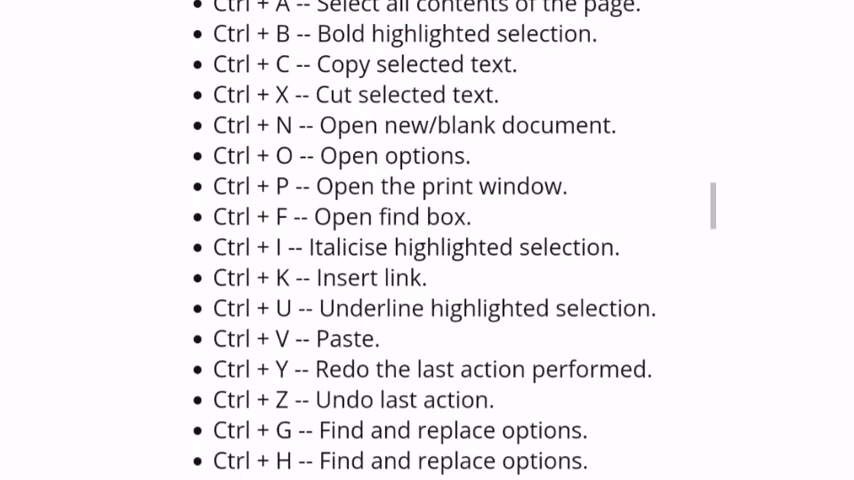 • Ctrl + A -- Select all contents of the page.
• Ctrl + B -- Bold highlighted selection.
• Ctrl + C -- Copy selected text.
• Ctrl + X -- Cut selected text.
• Ctrl + N -- Open new/blank document.
• Ctrl + O -- Open options.
• Ctrl + P -- Open the print window.
• Ctrl + F -- Open find box.
• Ctrl + I -- Italicise highlighted selection.
• Ctrl + K -- Insert link.
• Ctrl + U -- Underline highlighted selection.
• Ctrl + V -- Paste.
• Ctrl + Y -- Redo the last action performed.
• Ctrl + Z -- Undo last action.
• Ctrl + G -- Find and replace options.
• Ctrl + H -- Find and replace options.